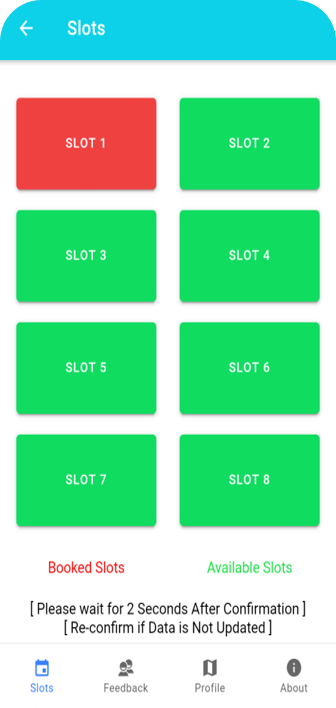 Slots
SLOT 1
SLOT 2
SLOT 3
SLOT 4
SLOT 5
SLOT 6
SLOT 7
SLOT 8
Booked Slots
Available Slots
[ Please wait for 2 Seconds After Confirmation ]
[ Re-confirm if Data is Not Updated ]
Slots
Feedback
Profile
About